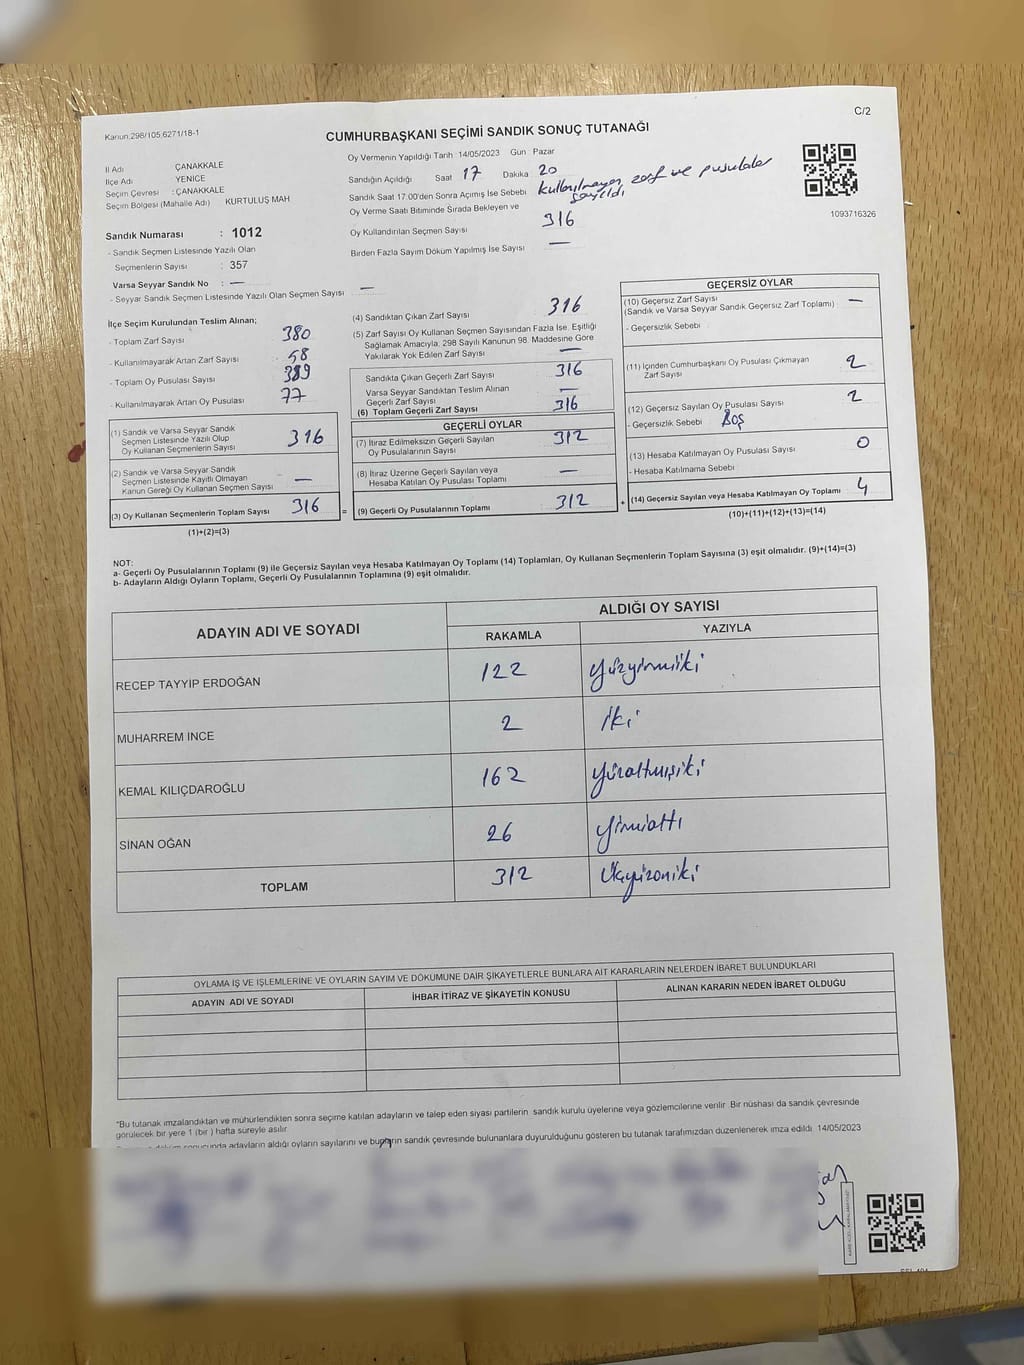 Kanun.298/105,6271/18-1
C/2
CUMHURBAŞKANI SEÇİMİ SANDIK SONUÇ TUTANAĞI
İl Adı ÇANAKKALE
İlçe Adı YENİCE
Seçim Çevresi : ÇANAKKALE
Seçim Bölgesi (Mahalle Adı) KURTULUŞ MAH
Sandık Numarası : 1012
- Sandık Seçmen Listesinde Yazılı Olan
Seçmenlerin Sayısı : 357
Varsa Seyyar Sandık No : —
- Seyyar Sandık Seçmen Listesinde Yazılı Olan Seçmen Sayısı —
Oy Vermenin Yapıldığı Tarih 14/05/2023 Gün Pazar
Sandığın Açıldığı Saat 17 Dakika 20
Sandık Saat 17.00'den Sonra Açılmış İse Sebebi kullanılmayan zarf ve pusulalar
sayıldı
Oy Verme Saati Bitiminde Sırada Bekleyen ve
Oy Kullandırılan Seçmen Sayısı 316
Birden Fazla Sayım Döküm Yapılmış İse Sayısı —
1093716326
İlçe Seçim Kurulundan Teslim Alınan;
- Toplam Zarf Sayısı 380
- Kullanılmayarak Artan Zarf Sayısı : 58
- Toplam Oy Pusulası Sayısı 389
- Kullanılmayarak Artan Oy Pusulası 77
(1) Sandık ve Varsa Seyyar Sandık
Seçmen Listesinde Yazılı Olup
Oy Kullanan Seçmenlerin Sayısı 316
(2) Sandık ve Varsa Seyyar Sandık
Seçmen Listesinde Kayıtlı Olmayan
Kanun Gereği Oy Kullanan Seçmen Sayısı —
(3) Oy Kullanan Seçmenlerin Toplam Sayısı 316 =
(1)+(2)=(3)
(4) Sandıktan Çıkan Zarf Sayısı 316
(5) Zarf Sayısı Oy Kullanan Seçmen Sayısından Fazla İse, Eşitliği
Sağlamak Amacıyla, 298 Sayılı Kanunun 98. Maddesine Göre
Yakılarak Yok Edilen Zarf Sayısı —
Sandıkta Çıkan Geçerli Zarf Sayısı 316
Varsa Seyyar Sandıktan Teslim Alınan
Geçerli Zarf Sayısı —
(6) Toplam Geçerli Zarf Sayısı 316
GEÇERLİ OYLAR
(7) İtiraz Edilmeksizin Geçerli Sayılan
Oy Pusulalarının Sayısı 312
(8) İtiraz Üzerine Geçerli Sayılan veya
Hesaba Katılan Oy Pusulası Toplamı —
(9) Geçerli Oy Pusulalarının Toplamı 312 +
GEÇERSİZ OYLAR
(10) Geçersiz Zarf Sayısı
(Sandık ve Varsa Seyyar Sandık Geçersiz Zarf Toplamı) —
- Geçersizlik Sebebi
(11) İçinden Cumhurbaşkanı Oy Pusulası Çıkmayan
Zarf Sayısı 2
(12) Geçersiz Sayılan Oy Pusulası Sayısı 2
- Geçersizlik Sebebi Boş
(13) Hesaba Katılmayan Oy Pusulası Sayısı 0
- Hesaba Katılmama Sebebi
(14) Geçersiz Sayılan veya Hesaba Katılmayan Oy Toplamı 4
(10)+(11)+(12)+(13)=(14)
NOT:
a- Geçerli Oy Pusulalarının Toplamı (9) ile Geçersiz Sayılan veya Hesaba Katılmayan Oy Toplamı (14) Toplamları, Oy Kullanan Seçmenlerin Toplam Sayısına (3) eşit olmalıdır. (9)+(14)=(3)
b- Adayların Aldığı Oyların Toplamı, Geçerli Oy Pusulalarının Toplamına (9) eşit olmalıdır.
ADAYIN ADI VE SOYADI
ALDIĞI OY SAYISI
RAKAMLA YAZIYLA
RECEP TAYYİP ERDOĞAN 122 yüzyirmiiki
MUHARREM İNCE 2 iki
KEMAL KILIÇDAROĞLU 162 yüzaltmışiki
SİNAN OĞAN 26 yirmialtı
TOPLAM 312 Üçyüzoniki
OYLAMA İŞ VE İŞLEMLERİNE VE OYLARIN SAYIM VE DÖKÜMÜNE DAİR ŞİKAYETLERLE BUNLARA AİT KARARLARIN NELERDEN İBARET BULUNDUKLARI
ADAYIN ADI VE SOYADI İHBAR İTİRAZ VE ŞİKAYETİN KONUSU ALINAN KARARIN NEDEN İBARET OLDUĞU
*Bu tutanak imzalandıktan ve mühürlendikten sonra seçime katılan adayların ve talep eden siyasi partilerin sandık kurulu üyelerine veya gözlemcilerine verilir. Bir nüshası da sandık çevresinde
görülecek bir yere 1 (bir ) hafta süreyle asılır.
sonucunda adayların aldığı oyların sayılarını ve bunların sandık çevresinde bulunanlara duyurulduğunu gösteren bu tutanak tarafımızdan düzenlenerek imza edildi. 14/05/2023